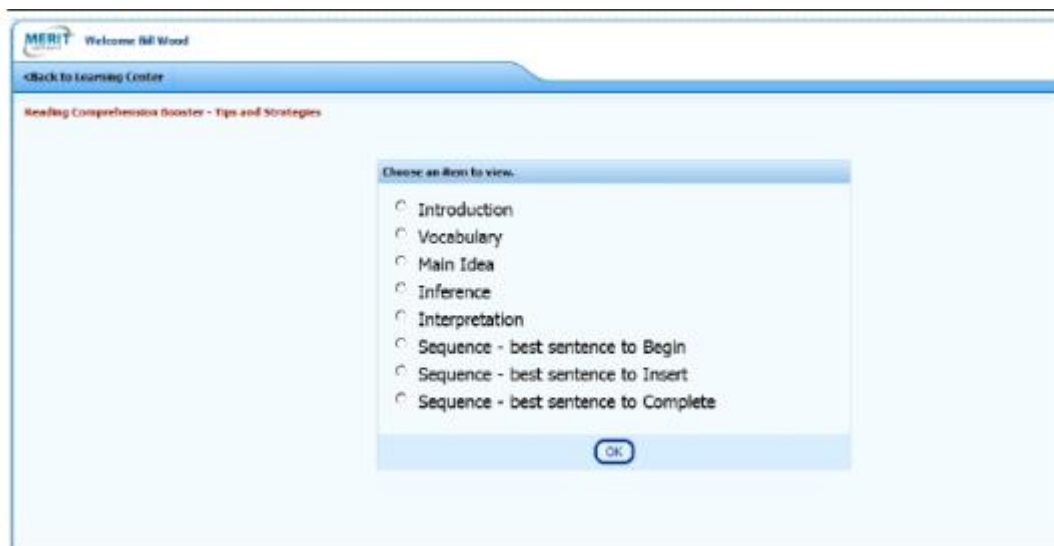 MERIT Welcome Bill Wood
<Back to Learning Center
Reading Comprehension Booster - Tips and Strategies
Choose an item to view.
Introduction
Vocabulary
Main Idea
Inference
Interpretation
Sequence - best sentence to Begin
Sequence - best sentence to Insert
Sequence - best sentence to Complete
OK